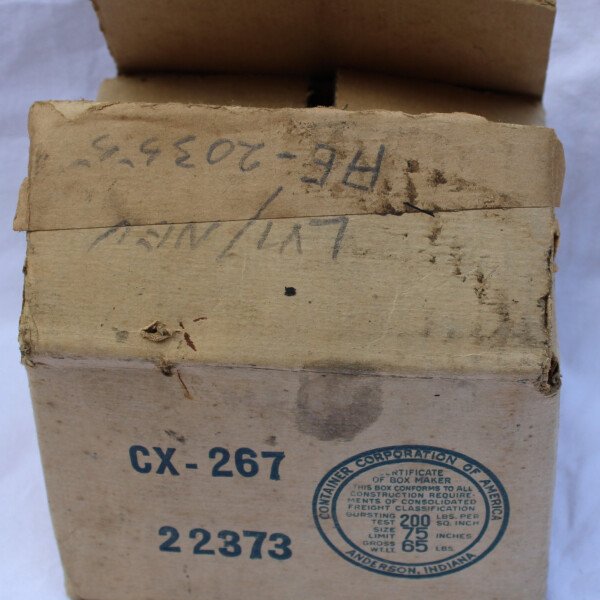 RE-20355
CX-267
22373
CONTAINER CORPORATION OF AMERICA
CERTIFICATE
OF BOX MAKER
THIS BOX CONFORMS TO ALL
CONSTRUCTION REQUIRE-
MENTS OF CONSOLIDATED
FREIGHT CLASSIFICATION
BURSTING TEST 200 LBS. PER SQ. INCH
SIZE LIMIT 75 INCHES
GROSS WT. LT. 65 LBS.
ANDERSON, INDIANA